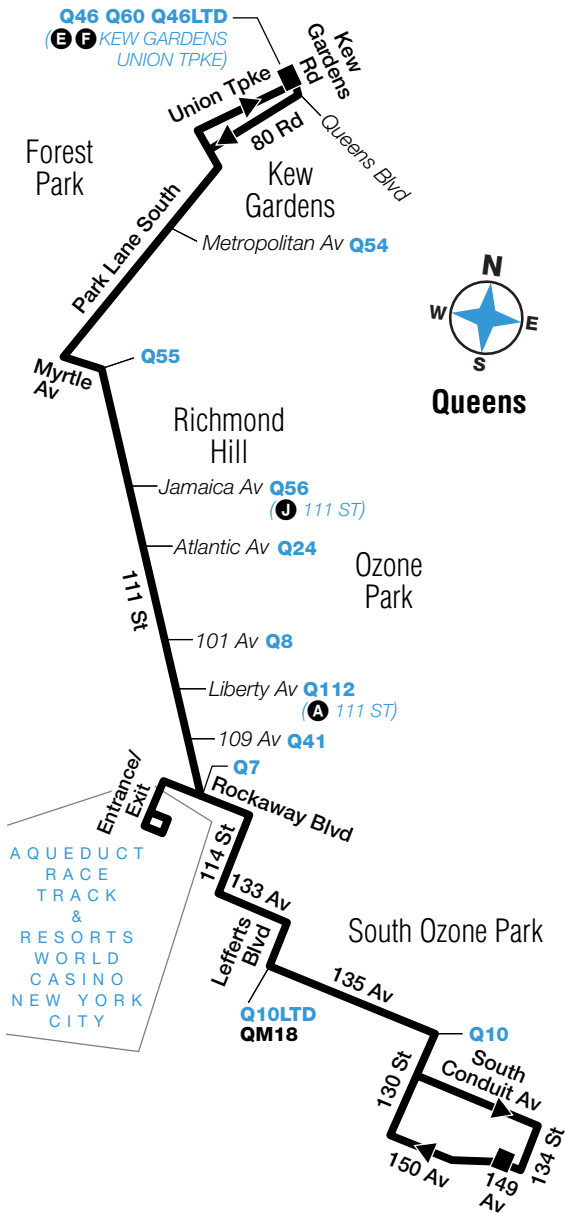 Q46 Q60 Q46LTD
(E F KEW GARDENS
UNION TPKE)
Kew
Gardens
Rd
Union Tpke
80 Rd
Queens Blvd
Forest
Park
Kew
Gardens
Park Lane South
Metropolitan Av Q54
N
W
E
S
Queens
Myrtle
Av
Q55
Richmond
Hill
Jamaica Av Q56
(J 111 ST)
Atlantic Av Q24
Ozone
Park
111 St
101 Av Q8
Liberty Av Q112
(A 111 ST)
109 Av Q41
Q7
Rockaway Blvd
Entrance/
Exit
AQUEDUCT
RACE
TRACK
&
RESORTS
WORLD
CASINO
NEW YORK
CITY
114 St
133 Av
Lefferts
Blvd
South Ozone Park
135 Av
Q10LTD
QM18
Q10
130 St
South
Conduit Av
134 St
150 Av
149
Av